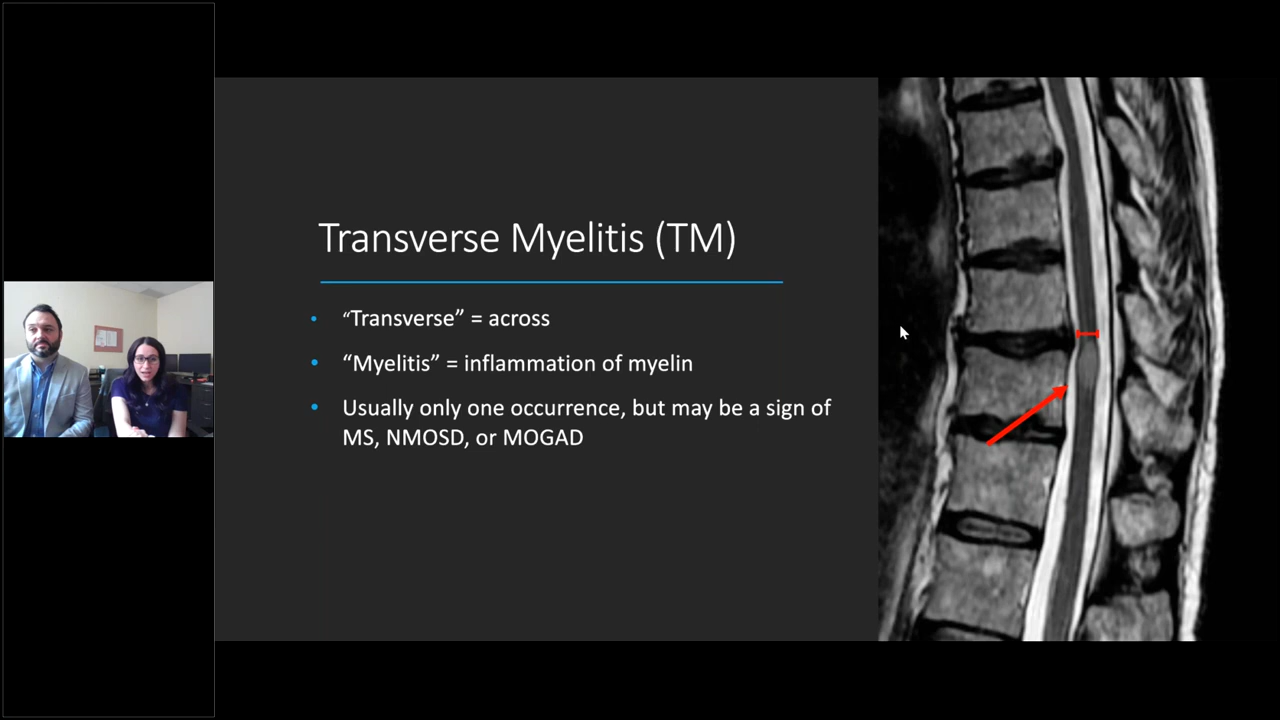 Transverse Myelitis (TM)
• “Transverse” = across
• “Myelitis” = inflammation of myelin
• Usually only one occurrence, but may be a sign of
MS, NMOSD, or MOGAD